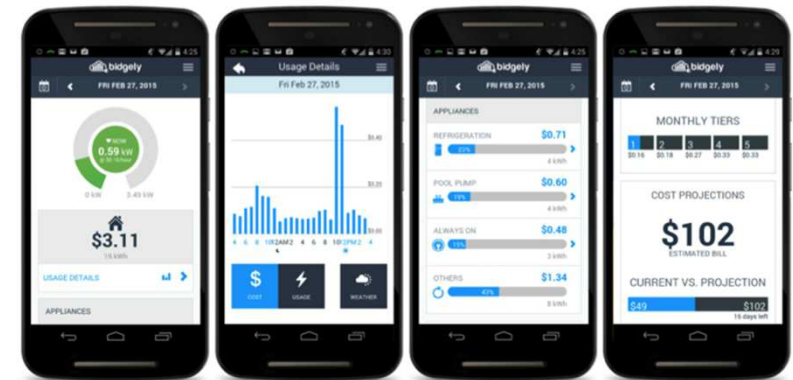 4:25
bidgely
FRI FEB 27, 2015
NOW
0.59 kW
0 kW
3.45 kW
$3.11
16 kWh
USAGE DETAILS
APPLIANCES
4:30
Usage Details
Fri Feb 27, 2015
$0.40
$0.20
$0.00
4 6 8 10 12AM 2 4 6 8 10 12PM 2 4
$
COST
USAGE
WEATHER
4:25
bidgely
FRI FEB 27, 2015
APPLIANCES
REFRIGERATION $0.71
23%
4 kWh
POOL PUMP $0.60
19%
4 kWh
ALWAYS ON $0.48
15%
3 kWh
OTHERS $1.34
43%
8 kWh
4:29
bidgely
FRI FEB 27, 2015
MONTHLY TIERS
1 2 3 4 5
$0.16 $0.18 $0.27 $0.33 $0.33
COST PROJECTIONS
$102
ESTIMATED BILL
CURRENT VS. PROJECTION
$49 $102
16 days left